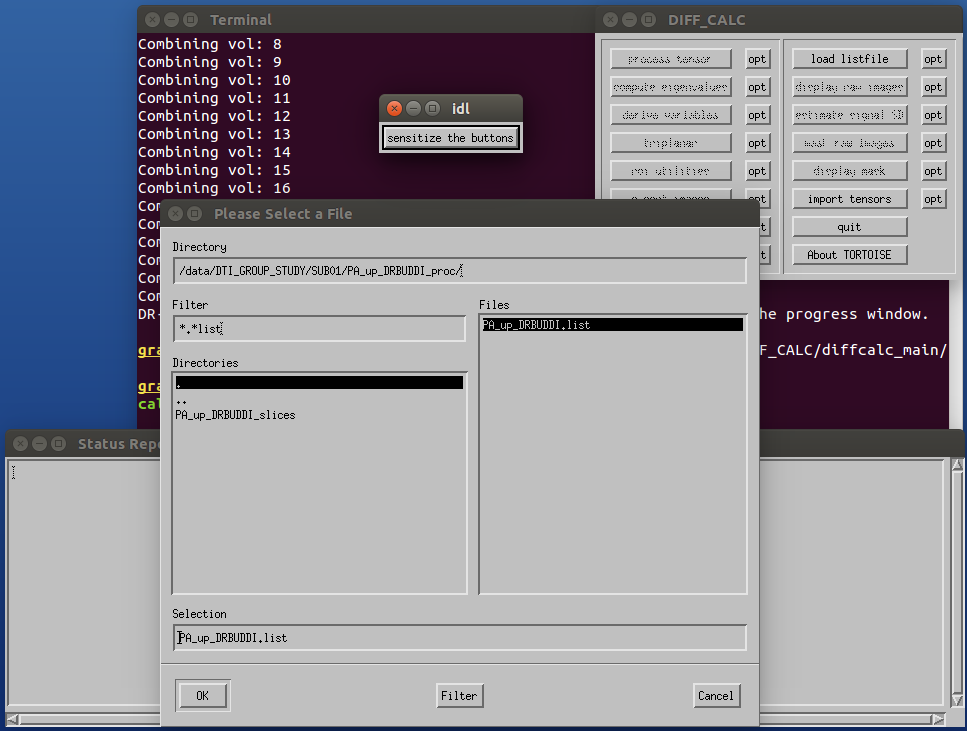 Terminal
Combining vol: 8
Combining vol: 9
Combining vol: 10
Combining vol: 11
Combining vol: 12
Combining vol: 13
Combining vol: 14
Combining vol: 15
Combining vol: 16
Co
Co
Co
Co
Co
Co
DR-
he progress window.
gra
F_CALC/diffcalc_main/
gra
cal
idl
sensitize the buttons
DIFF_CALC
process tensor opt
compute eigenvalues opt
derive variables opt
triplanar opt
roi utilities opt
load listfile opt
display raw images opt
estimate signal SD opt
mask raw images opt
display mask opt
import tensors opt
quit
About TORTOISE
Status Repo
Please Select a File
Directory
/data/DTI_GROUP_STUDY/SUB01/PA_up_DRBUDDI_proc/
Filter
*.*list
Files
PA_up_DRBUDDI.list
Directories
.
..
PA_up_DRBUDDI_slices
Selection
PA_up_DRBUDDI.list
OK
Filter
Cancel